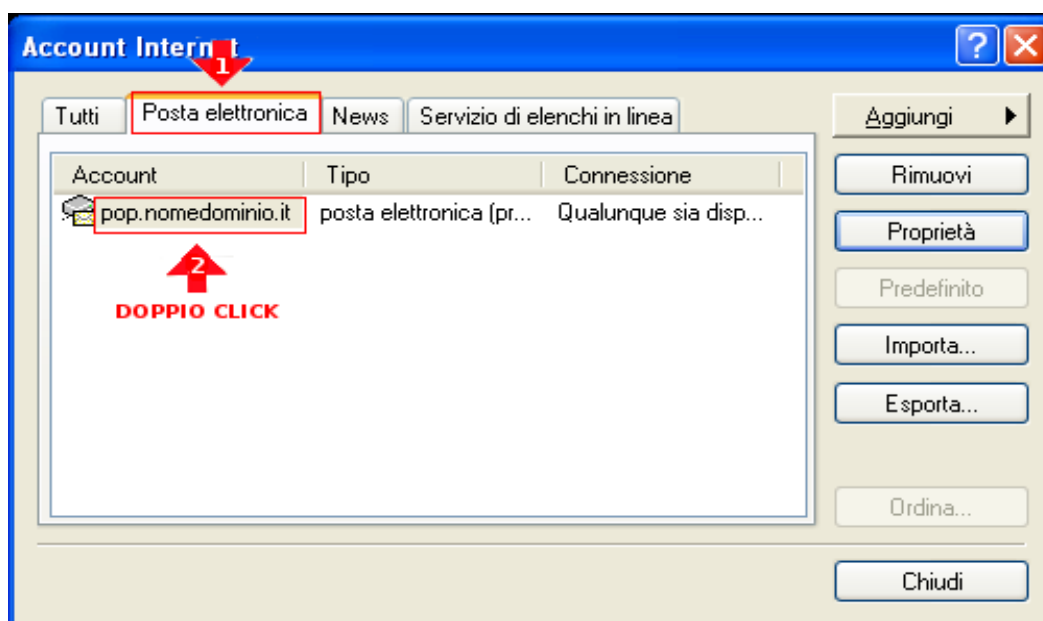 Account Internet
1
Tutti Posta elettronica News Servizio di elenchi in linea
Aggiungi
Account Tipo Connessione
Rimuovi
pop.nomedominio.it posta elettronica (pr... Qualunque sia disp...
Proprietà
2
Predefinito
DOPPIO CLICK
Importa...
Esporta...
Ordina...
Chiudi